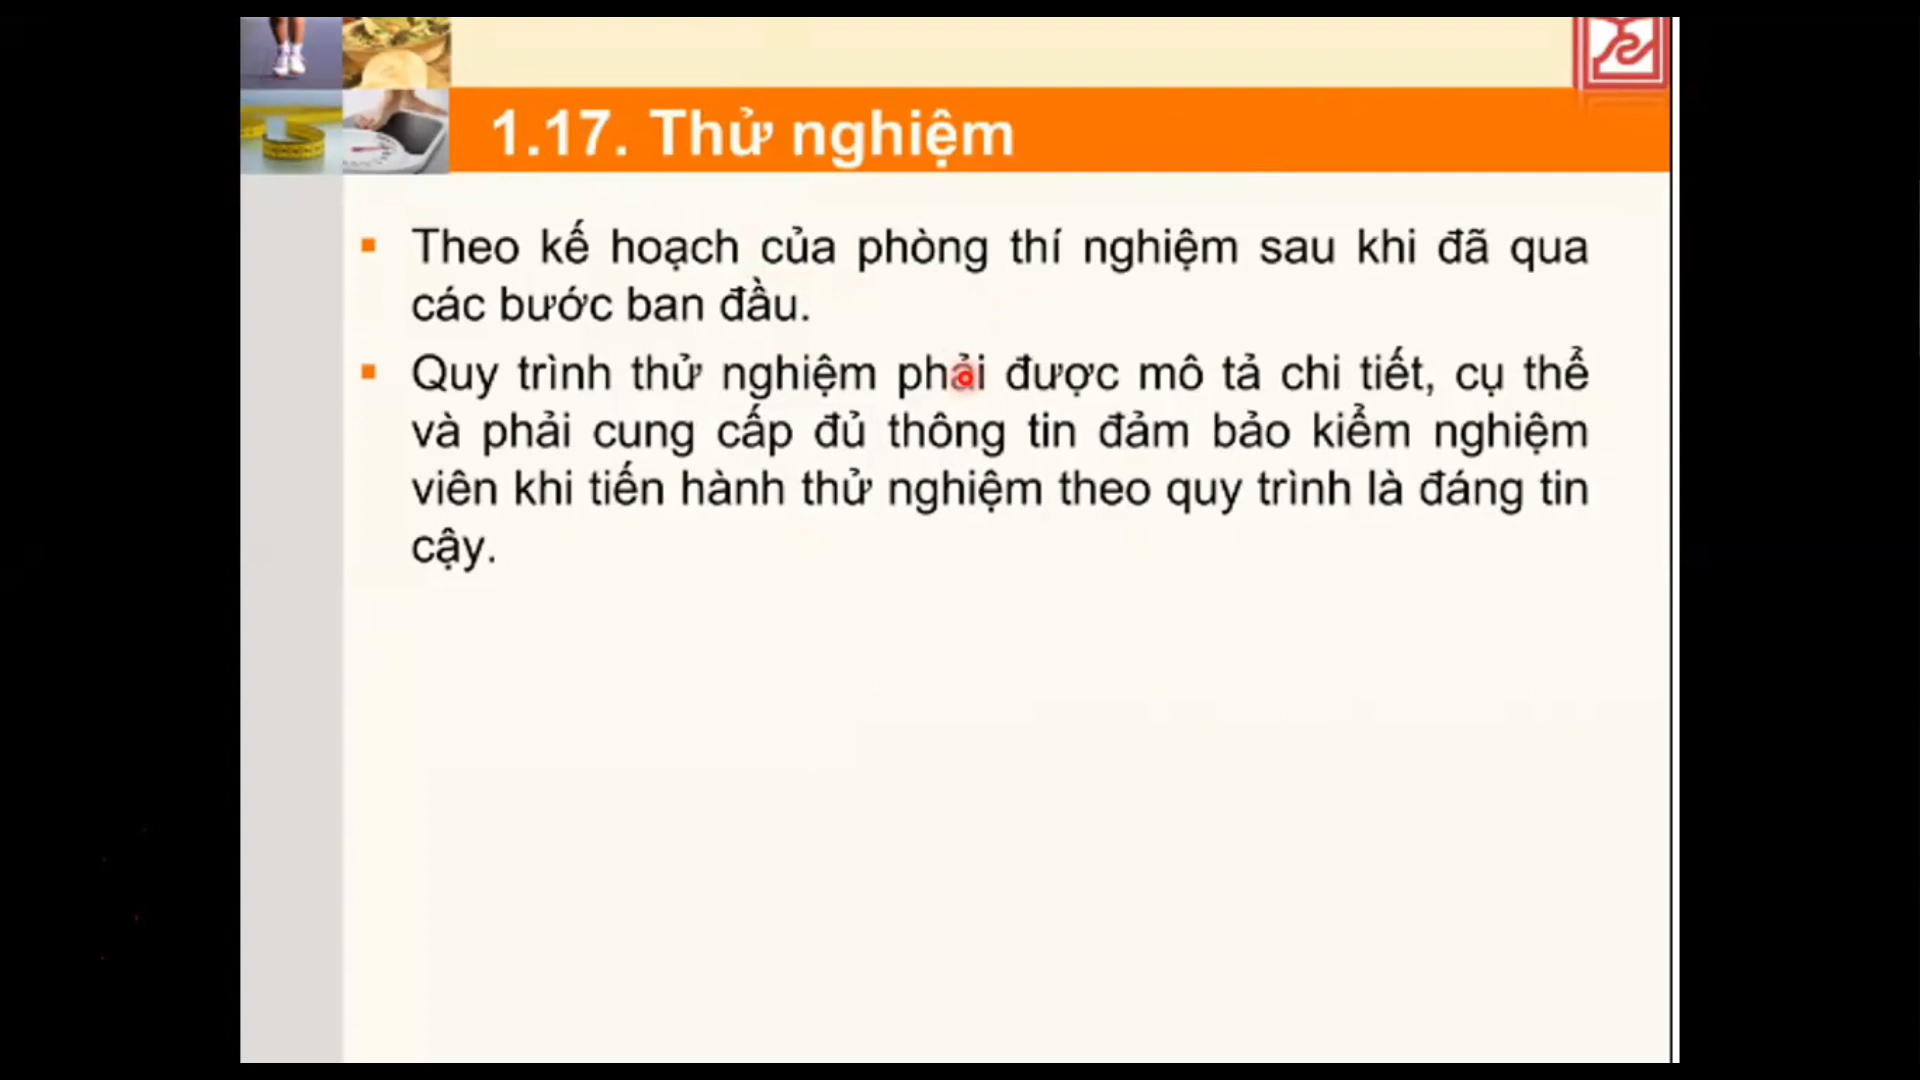 1.17. Thử nghiệm
Theo kế hoạch của phòng thí nghiệm sau khi đã qua
các bước ban đầu.
Quy trình thử nghiệm phải được mô tả chi tiết, cụ thể
và phải cung cấp đủ thông tin đảm bảo kiểm nghiệm
viên khi tiến hành thử nghiệm theo quy trình là đáng tin
cậy.